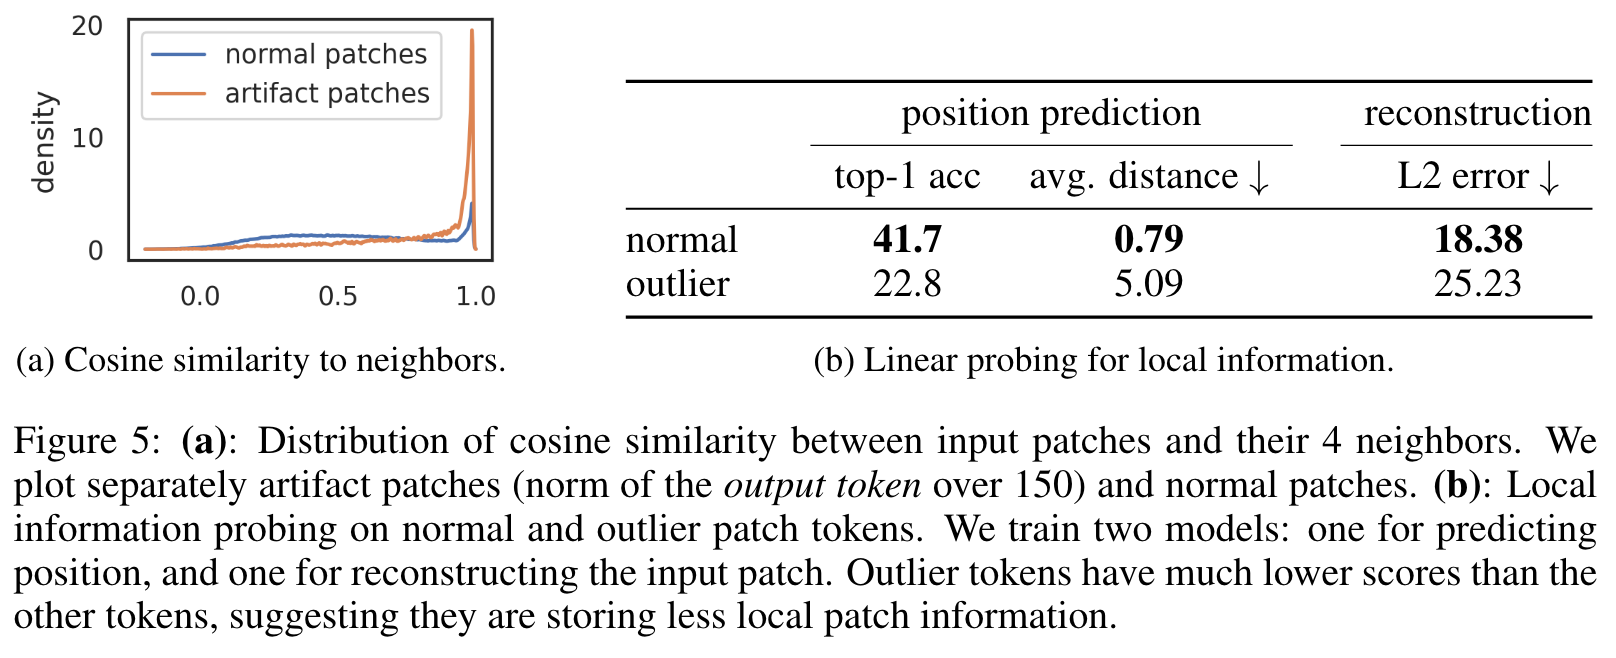 20
normal patches
artifact patches
density
10
0
0.0 0.5 1.0
(a) Cosine similarity to neighbors.
position prediction reconstruction
top-1 acc avg. distance ↓ L2 error ↓
normal 41.7 0.79 18.38
outlier 22.8 5.09 25.23
(b) Linear probing for local information.
Figure 5: (a): Distribution of cosine similarity between input patches and their 4 neighbors. We
plot separately artifact patches (norm of the output token over 150) and normal patches. (b): Local
information probing on normal and outlier patch tokens. We train two models: one for predicting
position, and one for reconstructing the input patch. Outlier tokens have much lower scores than the
other tokens, suggesting they are storing less local patch information.